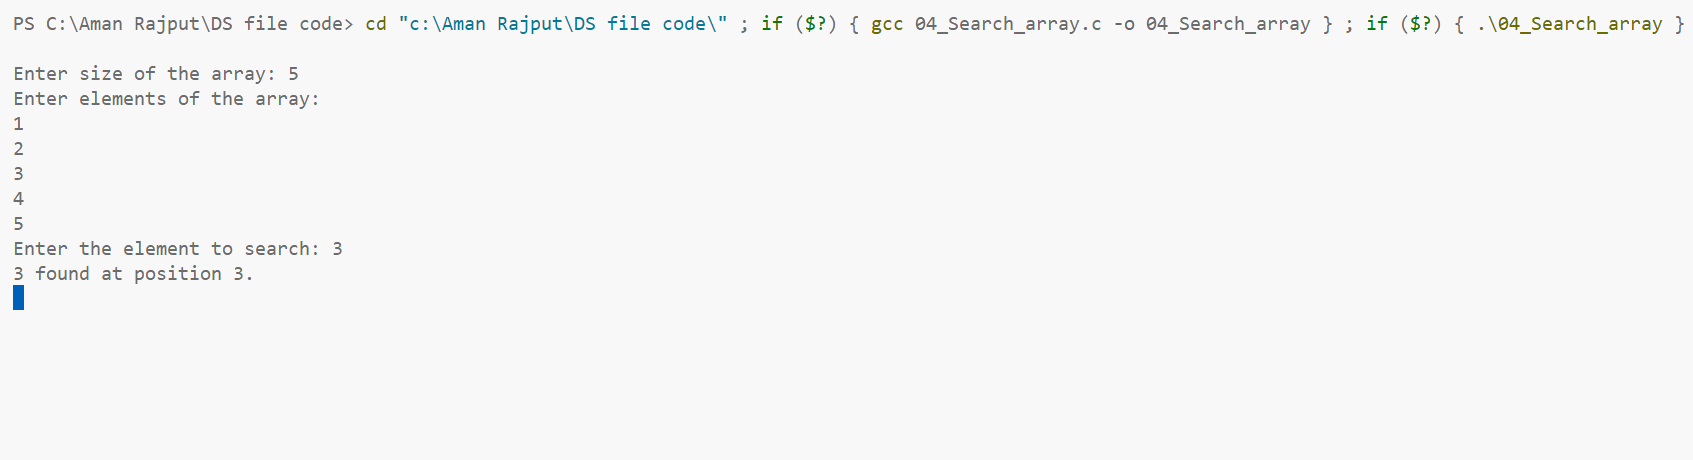 PS C:\Aman Rajput\DS file code> cd "c:\Aman Rajput\DS file code\" ; if ($?) { gcc 04_Search_array.c -o 04_Search_array } ; if ($?) { .\04_Search_array }
Enter size of the array: 5
Enter elements of the array:
1
2
3
4
5
Enter the element to search: 3
3 found at position 3.